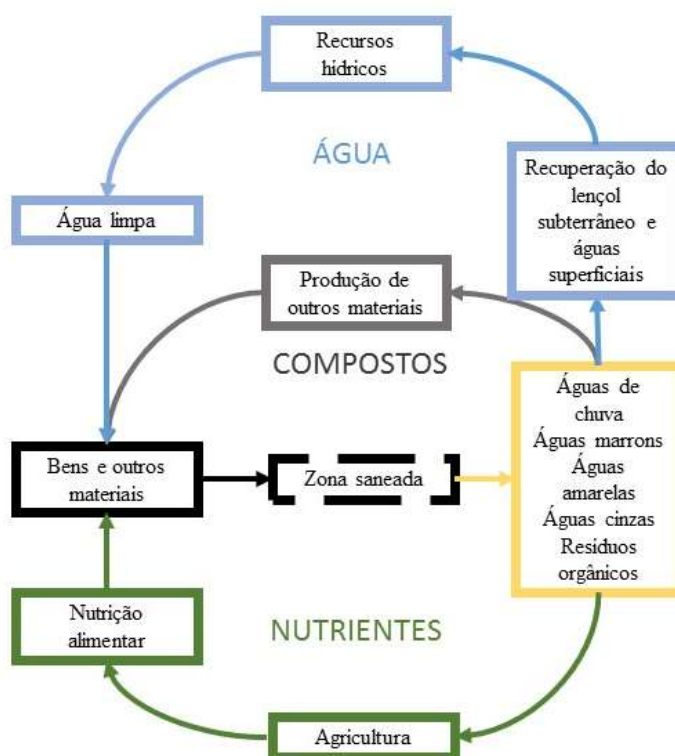 Recursos
hídricos
ÁGUA
Recuperação do
lençol
subterrâneo e
águas
superficiais
Água limpa
Produção de
outros materiais
COMPOSTOS
Águas de
chuva
Águas marrons
Águas
amarelas
Águas cinzas
Resíduos
orgânicos
Bens e outros
materiais
Zona saneada
Nutrição
alimentar
NUTRIENTES
Agricultura